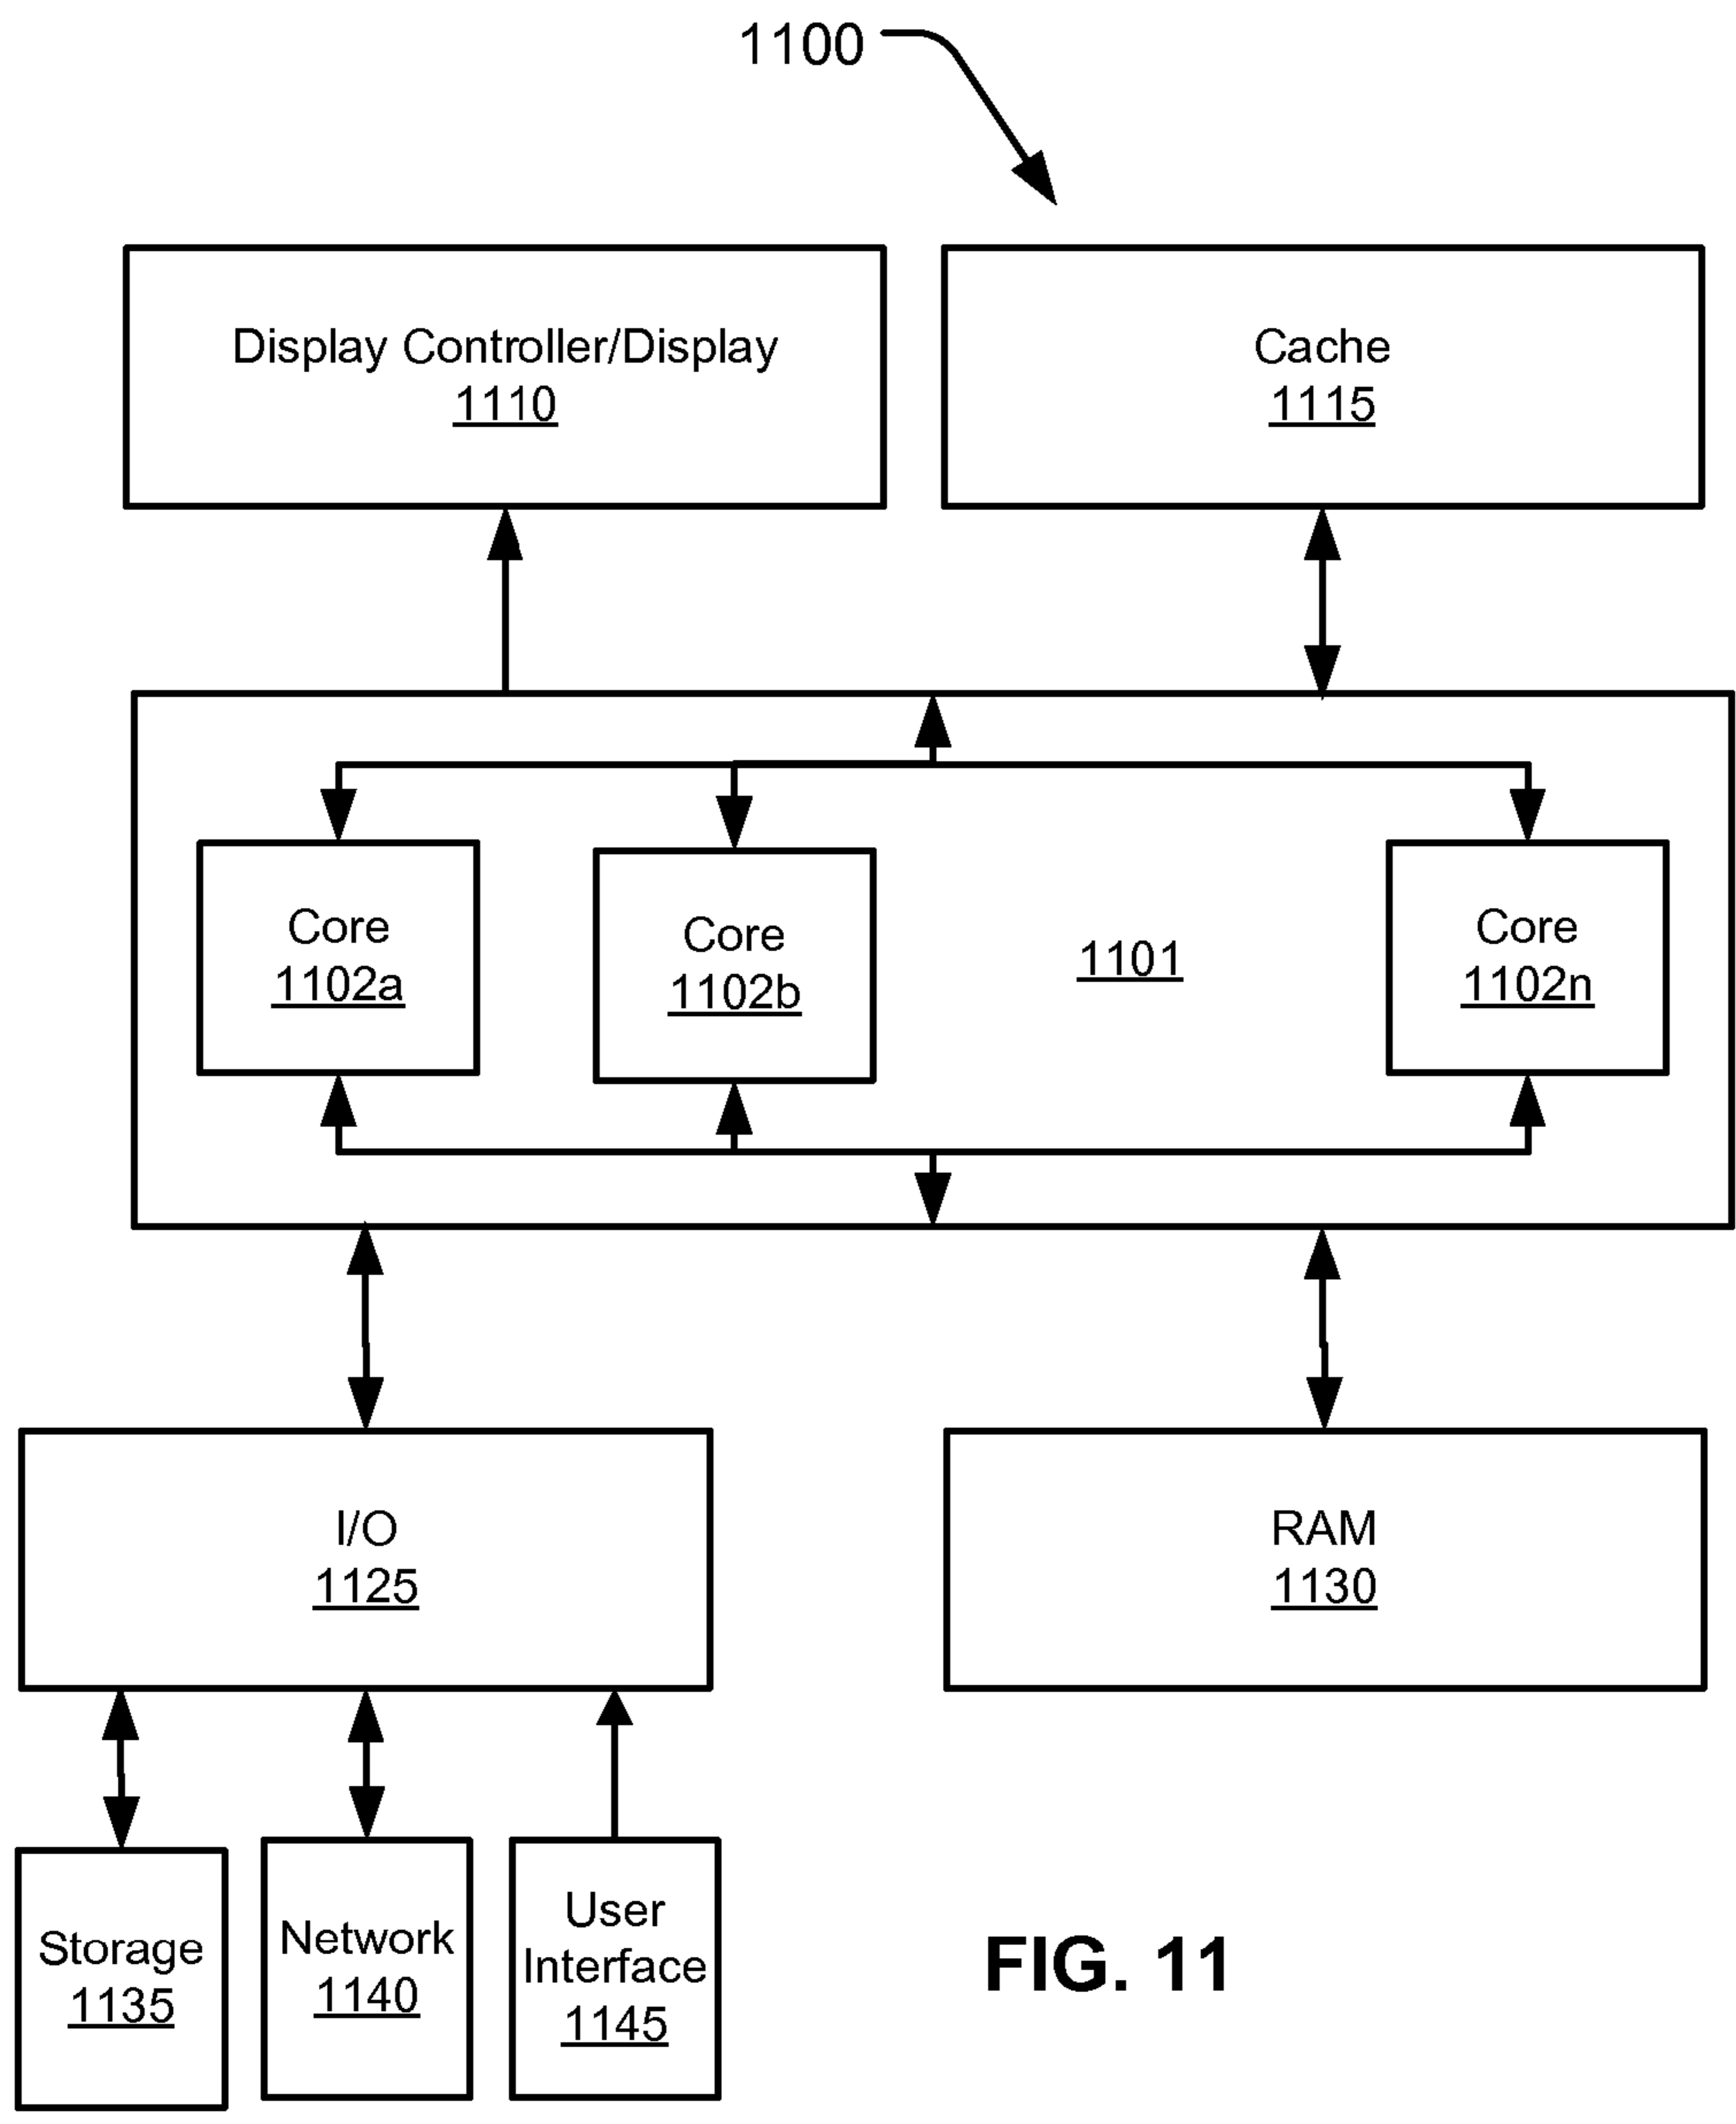 1100
Display Controller/Display
1110
Cache
1115
Core
1102a
Core
1102b
1101
Core
1102n
I/O
1125
RAM
1130
Storage
1135
Network
1140
User
Interface
1145
FIG. 11